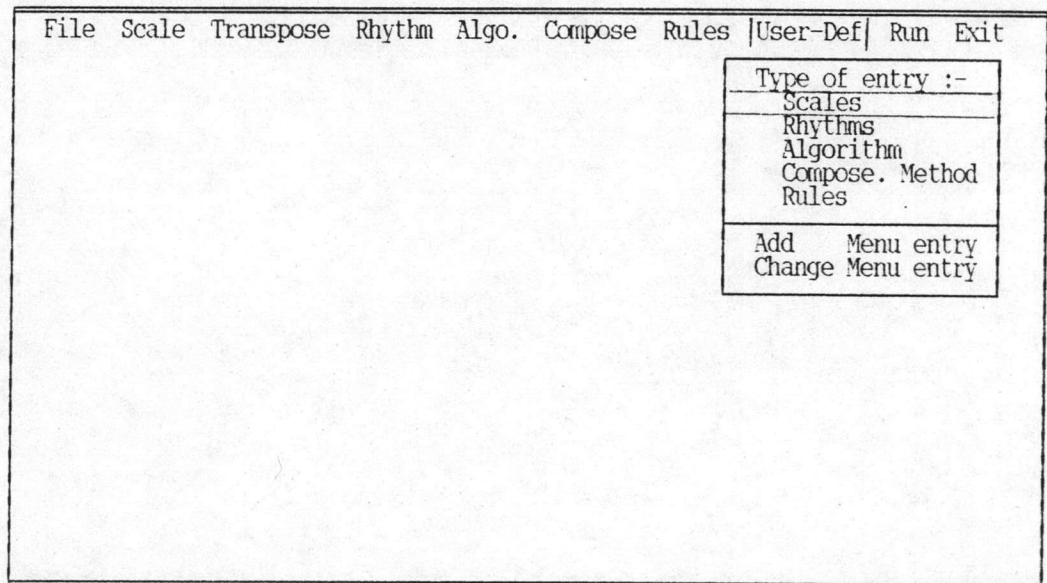 File Scale Transpose Rhythm Algo. Compose Rules |User-Def| Run Exit
Type of entry :-
Scales
Rhythms
Algorithm
Compose. Method
Rules
Add Menu entry
Change Menu entry